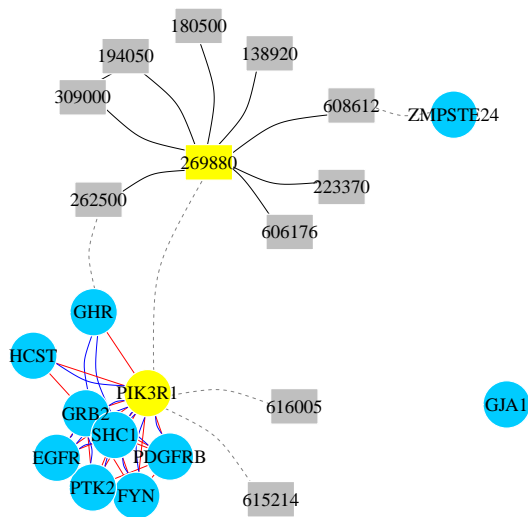 180500
194050
138920
309000
608612
ZMPSTE24
269880
223370
262500
606176
GHR
HCST
PIK3R1
616005
GJA1
GRB2
SHC1
EGFR
PDGFRB
PTK2
FYN
615214